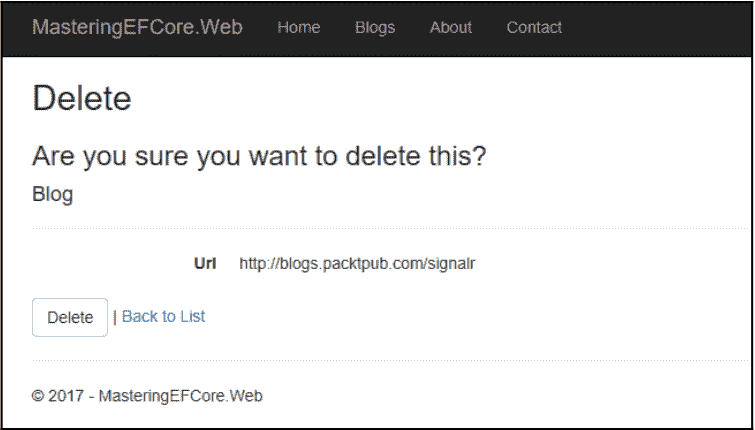 MasteringEFCore.Web Home Blogs About Contact
Delete
Are you sure you want to delete this?
Blog
Url http://blogs.packtpub.com/signalr
Delete | Back to List
© 2017 - MasteringEFCore.Web